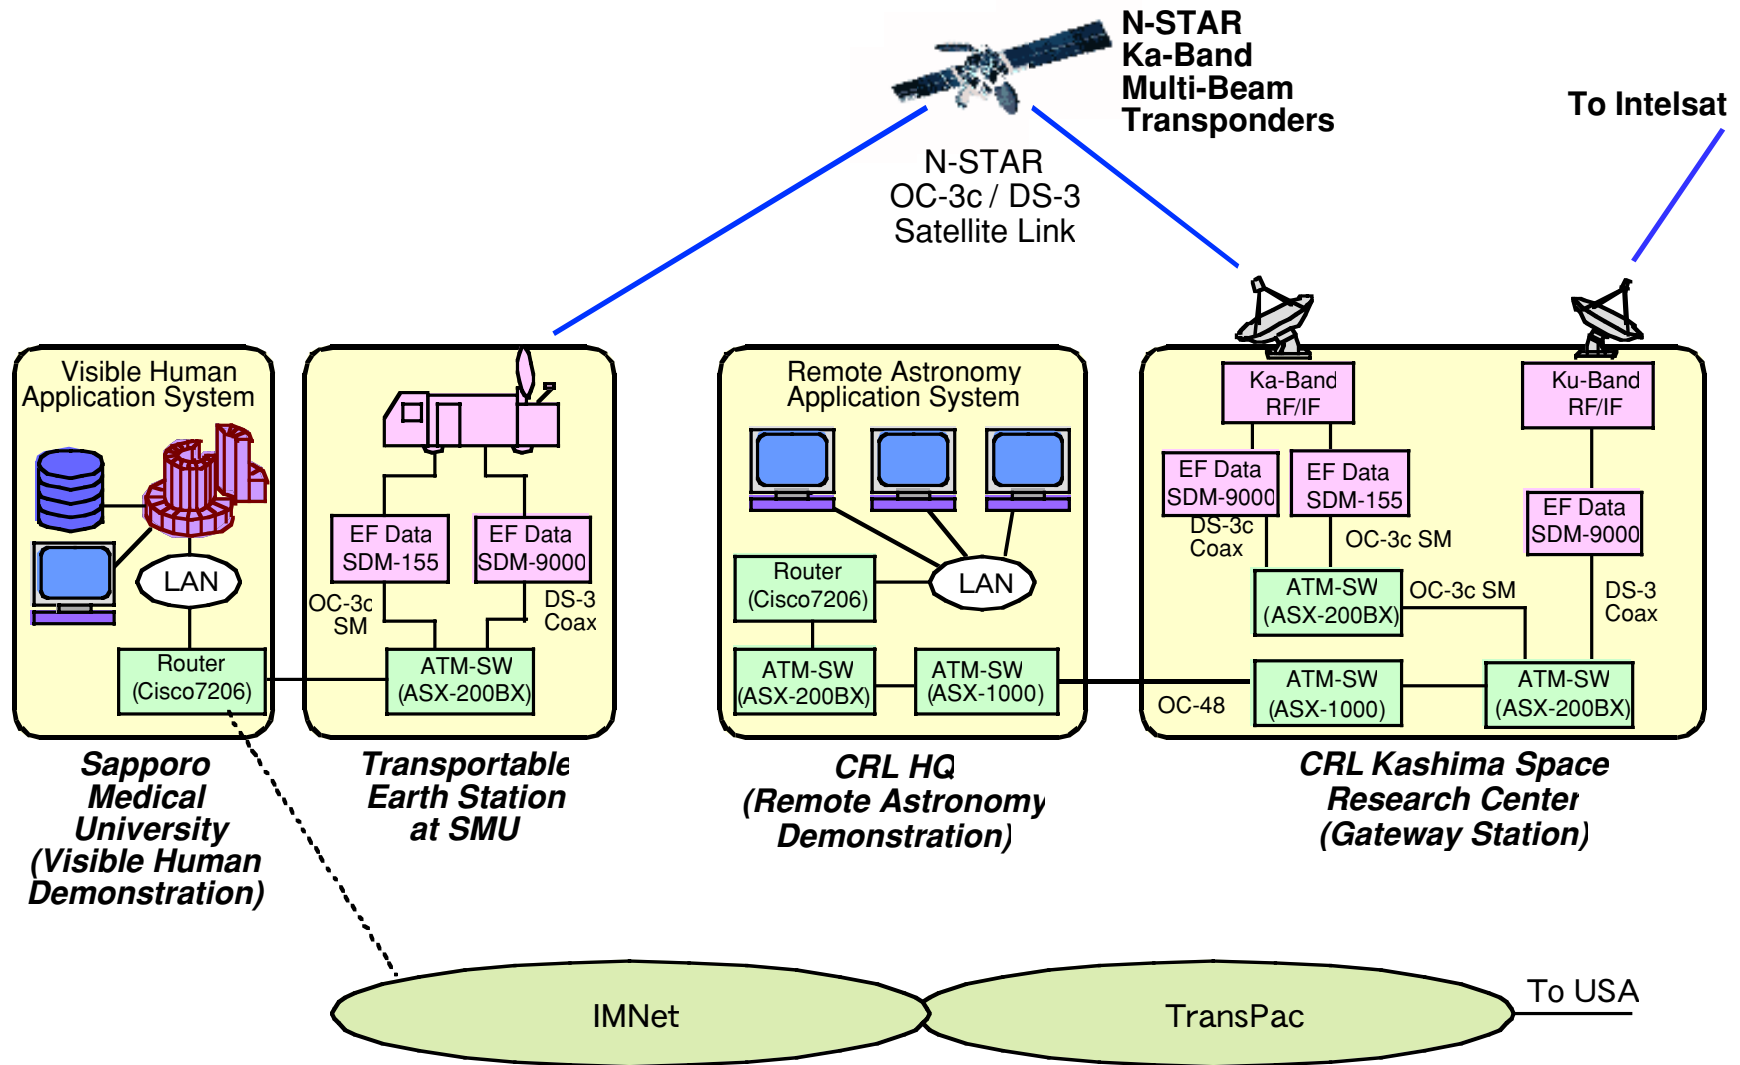 N-STAR
Ka-Band
Multi-Beam
Transponders
To Intelsat
N-STAR
OC-3c / DS-3
Satellite Link
Visible Human
Application System
LAN
Router
(Cisco7206)
EF Data
SDM-155
EF Data
SDM-9000
OC-3c
SM
DS-3
Coax
ATM-SW
(ASX-200BX)
Remote Astronomy
Application System
Router
(Cisco7206)
LAN
ATM-SW
(ASX-200BX)
ATM-SW
(ASX-1000)
OC-48
Ka-Band
RF/IF
Ku-Band
RF/IF
EF Data
SDM-9000
EF Data
SDM-155
EF Data
SDM-9000
DS-3c
Coax
OC-3c SM
ATM-SW
(ASX-200BX)
OC-3c SM
DS-3
Coax
ATM-SW
(ASX-1000)
ATM-SW
(ASX-200BX)
Sapporo
Medical
University
(Visible Human
Demonstration)
Transportable
Earth Station
at SMU
CRL HQ
(Remote Astronomy
Demonstration)
CRL Kashima Space
Research Center
(Gateway Station)
IMNet
TransPac
To USA